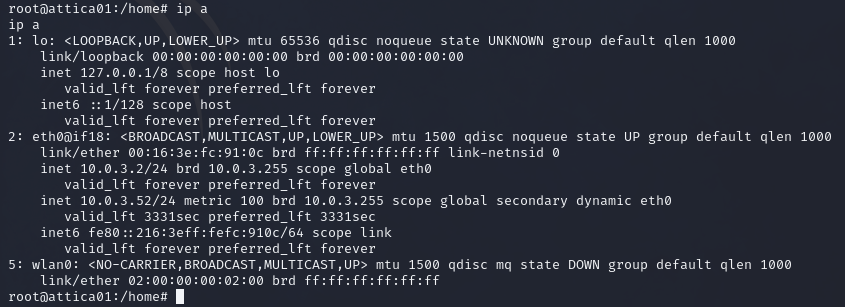 root@attica01:/home# ip a
ip a
1: lo: <LOOPBACK,UP,LOWER_UP> mtu 65536 qdisc noqueue state UNKNOWN group default qlen 1000
    link/loopback 00:00:00:00:00:00 brd 00:00:00:00:00:00
    inet 127.0.0.1/8 scope host lo
       valid_lft forever preferred_lft forever
    inet6 ::1/128 scope host
       valid_lft forever preferred_lft forever
2: eth0@if18: <BROADCAST,MULTICAST,UP,LOWER_UP> mtu 1500 qdisc noqueue state UP group default qlen 1000
    link/ether 00:16:3e:fc:91:0c brd ff:ff:ff:ff:ff:ff link-netnsid 0
    inet 10.0.3.2/24 brd 10.0.3.255 scope global eth0
       valid_lft forever preferred_lft forever
    inet 10.0.3.52/24 metric 100 brd 10.0.3.255 scope global secondary dynamic eth0
       valid_lft 3331sec preferred_lft 3331sec
    inet6 fe80::216:3eff:fefc:910c/64 scope link
       valid_lft forever preferred_lft forever
5: wlan0: <NO-CARRIER,BROADCAST,MULTICAST,UP> mtu 1500 qdisc mq state DOWN group default qlen 1000
    link/ether 02:00:00:00:02:00 brd ff:ff:ff:ff:ff:ff
root@attica01:/home#